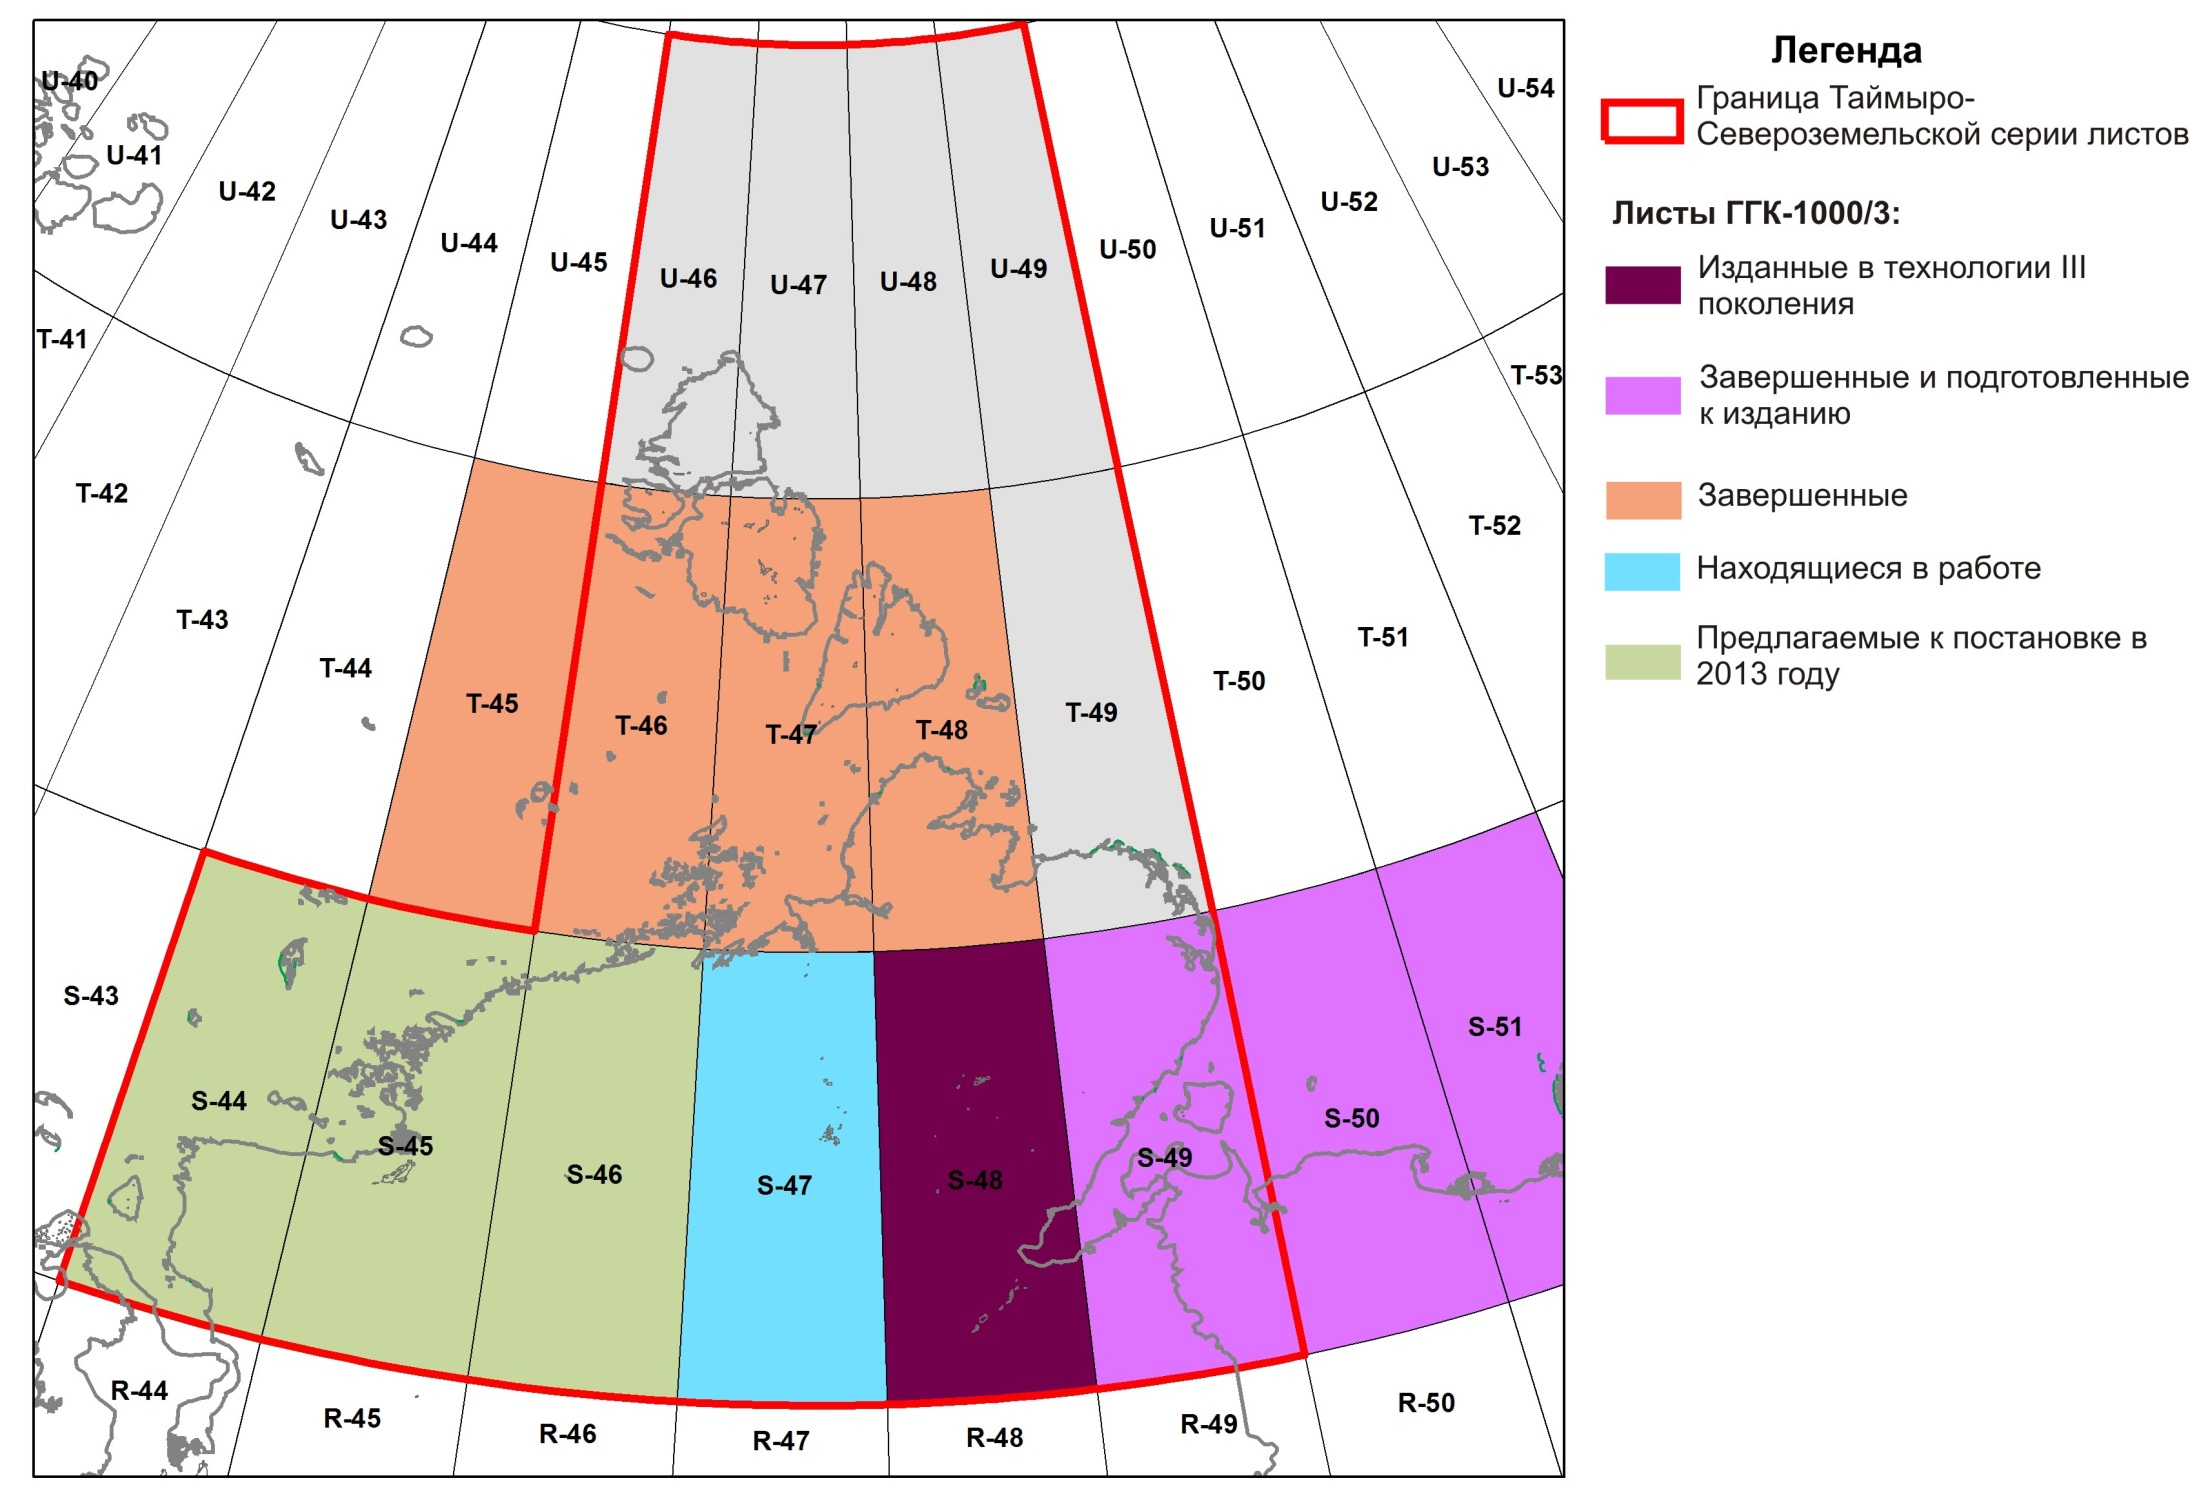 U-40
U-41
U-42
U-43
U-44
U-45
U-46
U-47
U-48
U-49
U-50
U-51
U-52
U-53
U-54
T-41
T-42
T-43
T-44
T-45
T-46
T-47
T-48
T-49
T-50
T-51
T-52
T-53
S-43
S-44
S-45
S-46
S-47
S-48
S-49
S-50
S-51
R-44
R-45
R-46
R-47
R-48
R-49
R-50
Легенда
Граница Таймыро-
Североземельской серии листов
Листы ГГК-1000/3:
Изданные в технологии III
поколения
Завершенные и подготовленные
к изданию
Завершенные
Находящиеся в работе
Предлагаемые к постановке в
2013 году